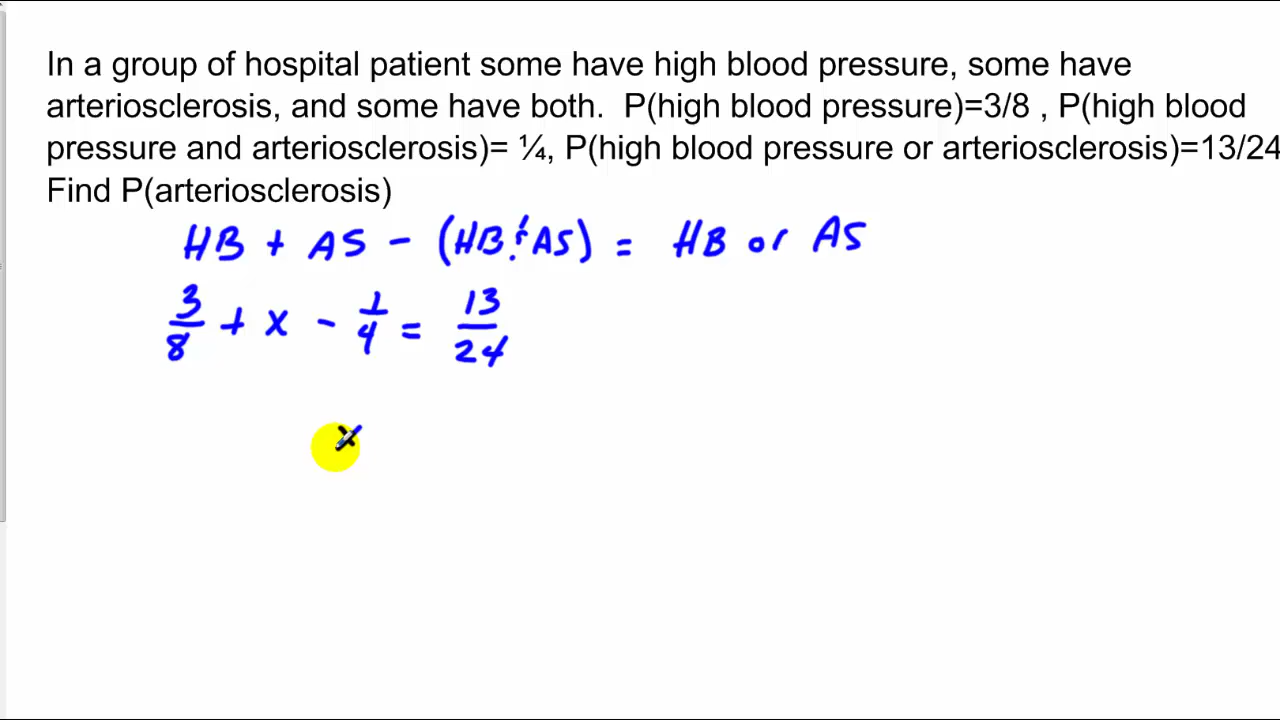 In a group of hospital patient some have high blood pressure, some have
arteriosclerosis, and some have both.  P(high blood pressure)=3/8 , P(high blood
pressure and arteriosclerosis)= ¼, P(high blood pressure or arteriosclerosis)=13/24
Find P(arteriosclerosis)
HB + AS - (HB & AS) = HB or AS
3/8 + x - 1/4 = 13/24
x